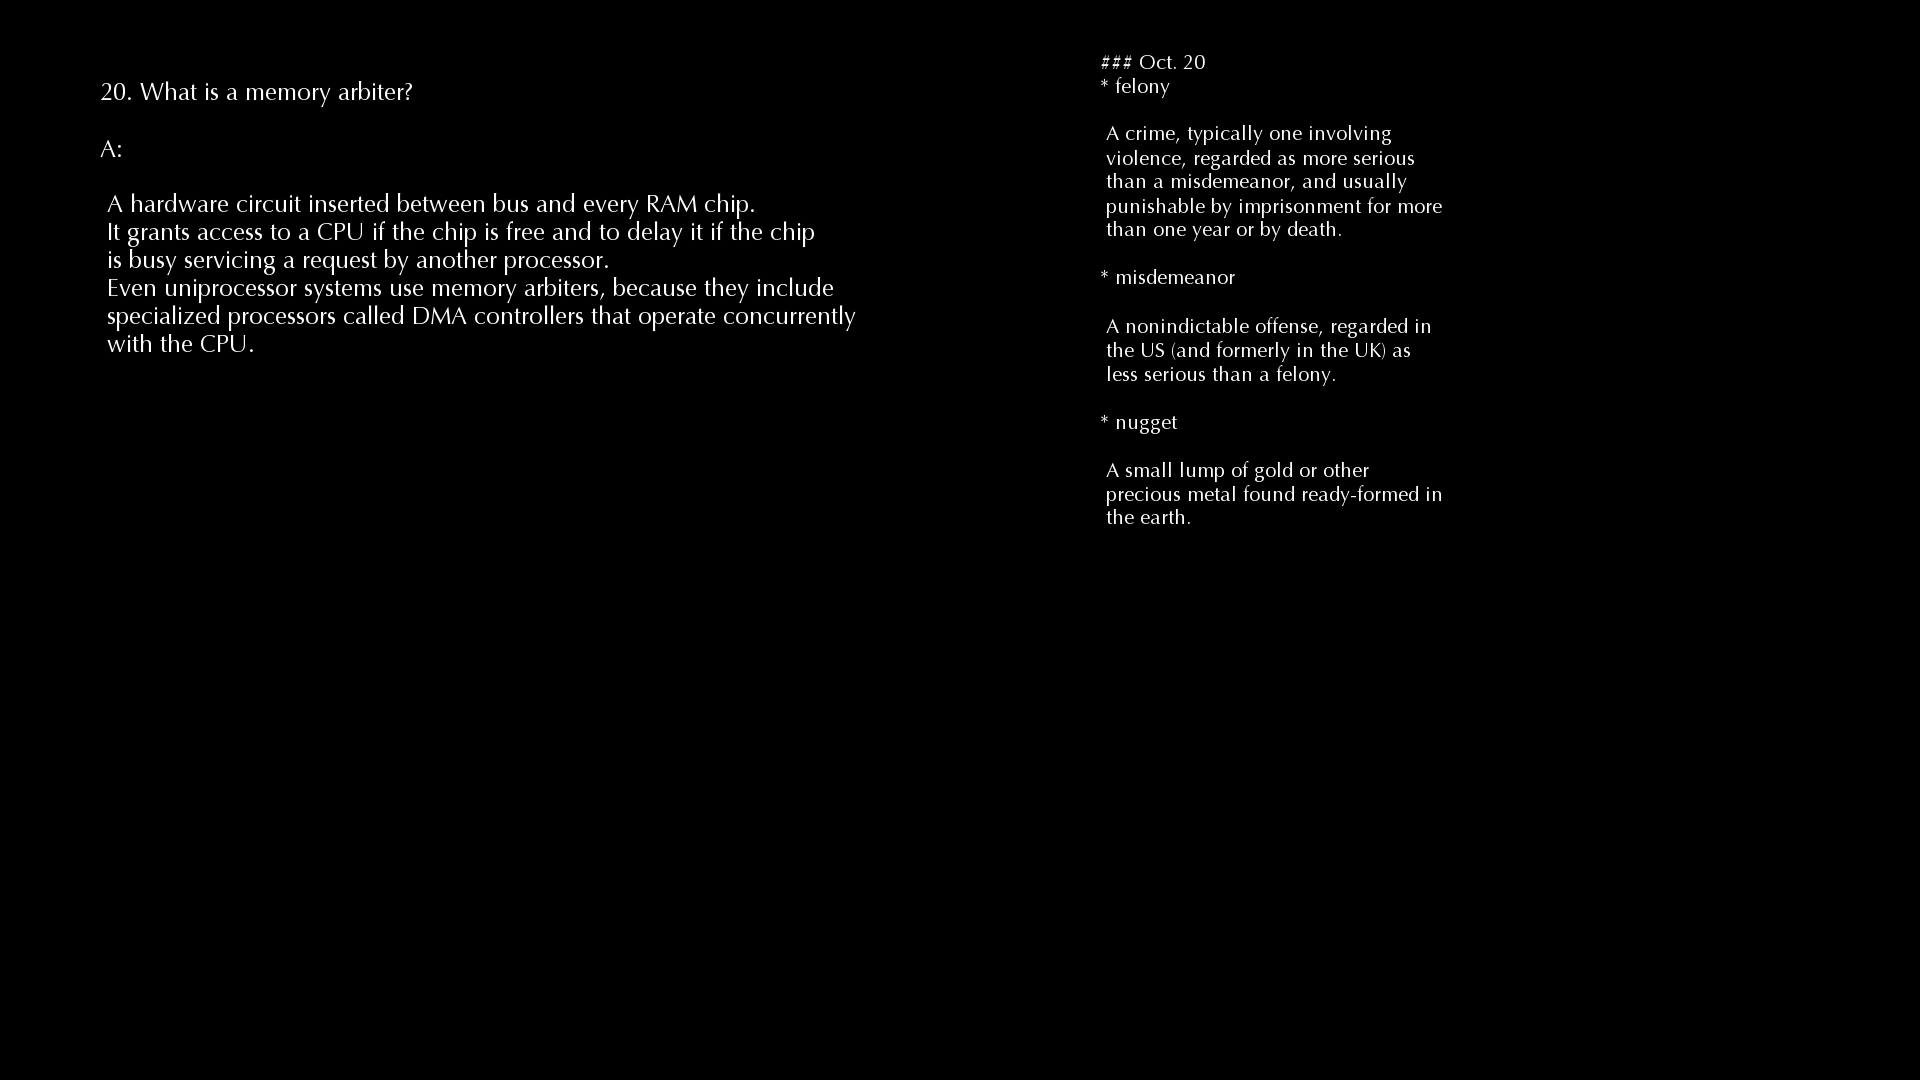 20. What is a memory arbiter?
A:
A hardware circuit inserted between bus and every RAM chip.
It grants access to a CPU if the chip is free and to delay it if the chip
is busy servicing a request by another processor.
Even uniprocessor systems use memory arbiters, because they include
specialized processors called DMA controllers that operate concurrently
with the CPU.
### Oct. 20
* felony
A crime, typically one involving
violence, regarded as more serious
than a misdemeanor, and usually
punishable by imprisonment for more
than one year or by death.
* misdemeanor
A nonindictable offense, regarded in
the US (and formerly in the UK) as
less serious than a felony.
* nugget
A small lump of gold or other
precious metal found ready-formed in
the earth.